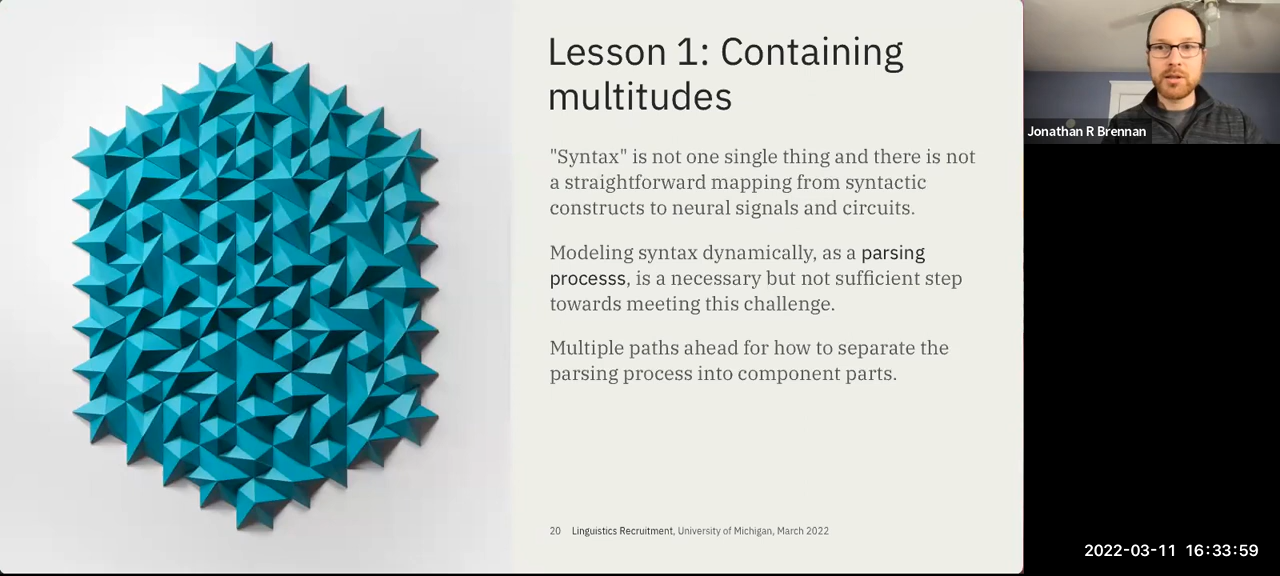 Lesson 1: Containing
multitudes
"Syntax" is not one single thing and there is not
a straightforward mapping from syntactic
constructs to neural signals and circuits.
Modeling syntax dynamically, as a parsing
processs, is a necessary but not sufficient step
towards meeting this challenge.
Multiple paths ahead for how to separate the
parsing process into component parts.
20 Linguistics Recruitment, University of Michigan, March 2022
Jonathan R Brennan
2022-03-11 16:33:59